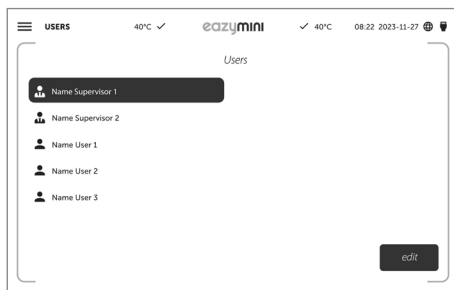 USERS 40°C eazymini 40°C 08:22 2023-11-27
Users
Name Supervisor 1
Name Supervisor 2
Name User 1
Name User 2
Name User 3
edit